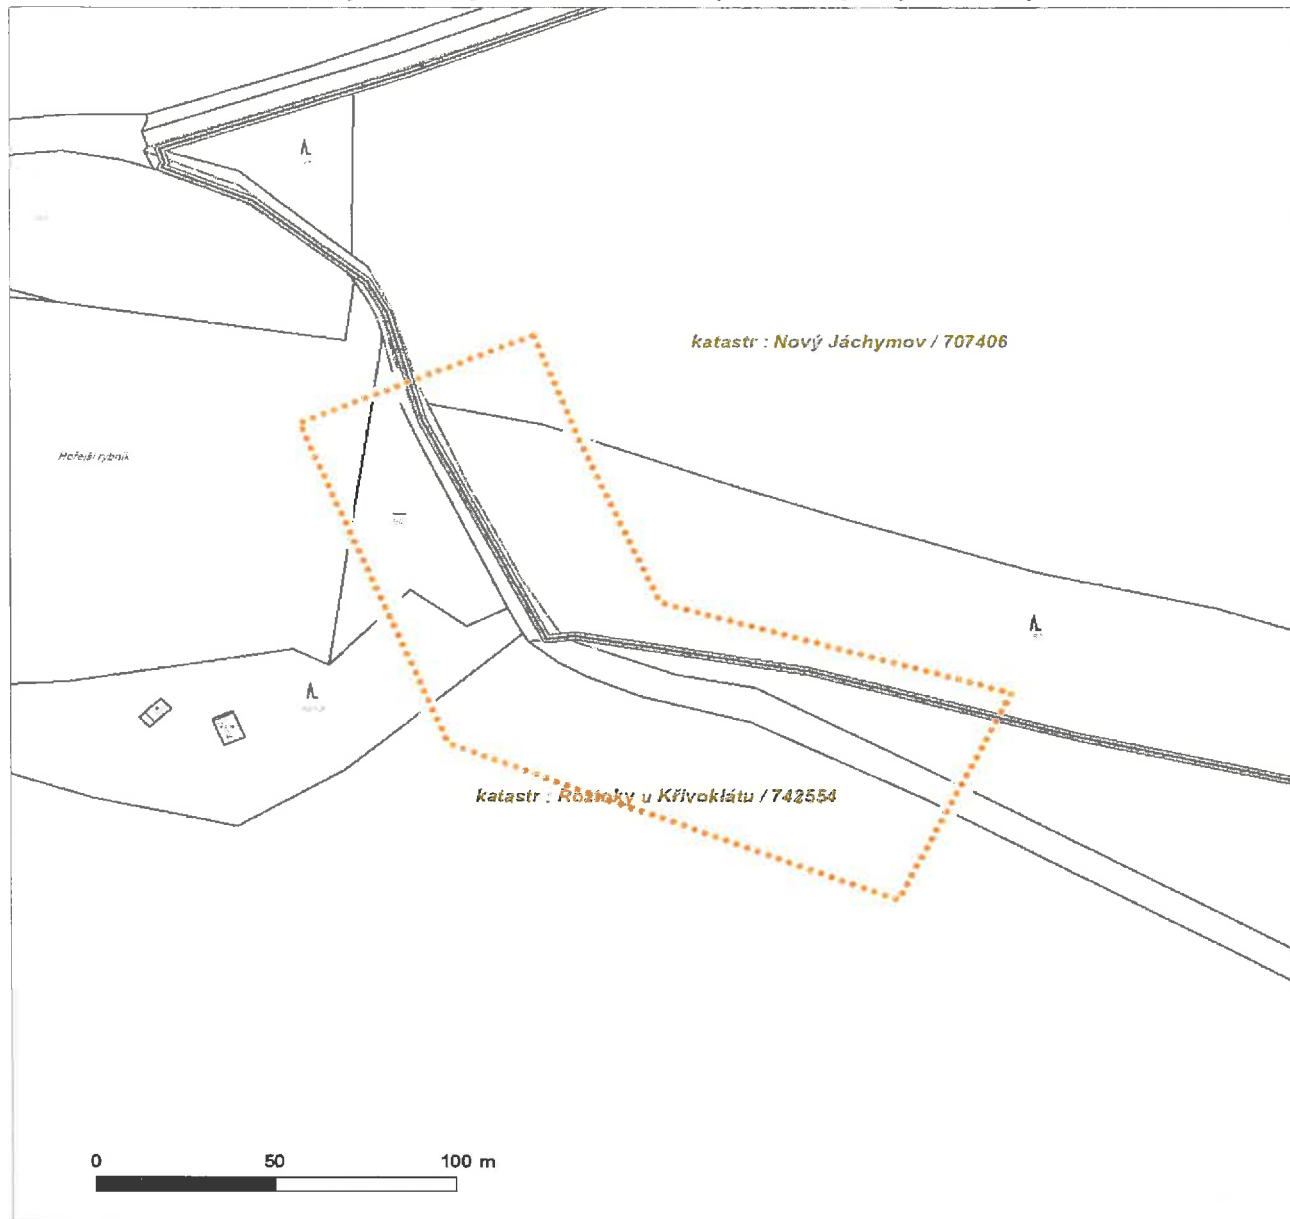 katastr : Nový Jáchymov / 707406
Hořejší rybník
katastr : Roztoky u Křivoklátu / 742554
0 50 100 m